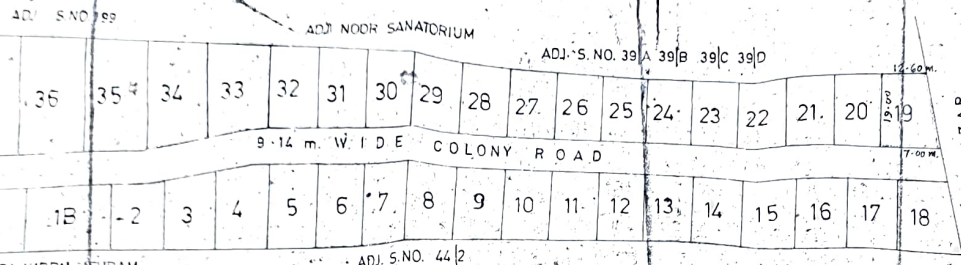 ADJ. S.NO 99
ADJ NOOR SANATORIUM
ADJ. S. NO. 39/A 39/B 39/C 39/D
12.60 m.
36 35 34 33 32 31 30 29 28 27 26 25 24 23 22 21 20 19
19.80
9.14 m. WIDE COLONY ROAD
7.00 m.
1B 2 3 4 5 6 7 8 9 10 11 12 13 14 15 16 17 18
ADJ. S.NO. 44/2